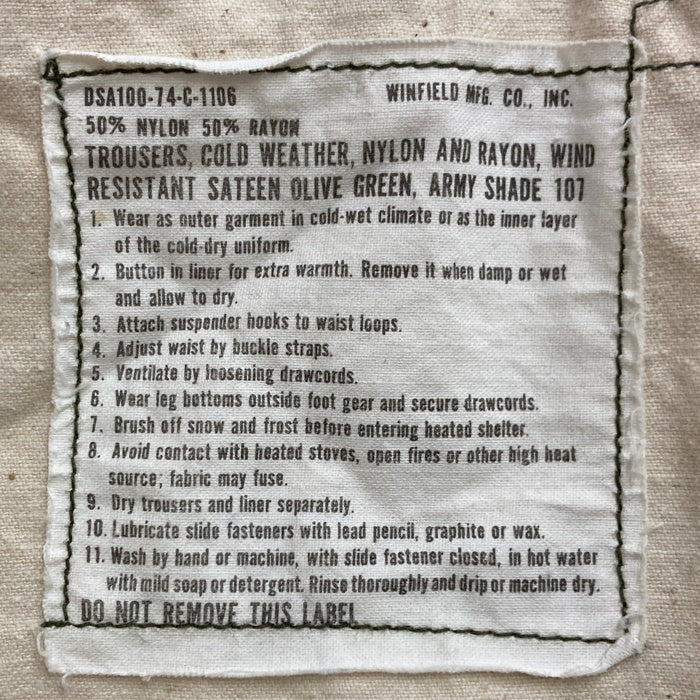 DSA100-74-C-1106 WINFIELD MFG. CO., INC.
50% NYLON 50% RAYON
TROUSERS, COLD WEATHER, NYLON AND RAYON, WIND
RESISTANT SATEEN OLIVE GREEN, ARMY SHADE 107
1. Wear as outer garment in cold-wet climate or as the inner layer
of the cold-dry uniform.
2. Button in liner for extra warmth. Remove it when damp or wet
and allow to dry.
3. Attach suspender hooks to waist loops.
4. Adjust waist by buckle straps.
5. Ventilate by loosening drawcords.
6. Wear leg bottoms outside foot gear and secure drawcords.
7. Brush off snow and frost before entering heated shelter.
8. Avoid contact with heated stoves, open fires or other high heat
source; fabric may fuse.
9. Dry trousers and liner separately.
10. Lubricate slide fasteners with lead pencil, graphite or wax.
11. Wash by hand or machine, with slide fastener closed, in hot water
with mild soap or detergent. Rinse thoroughly and drip or machine dry.
DO NOT REMOVE THIS LABEL